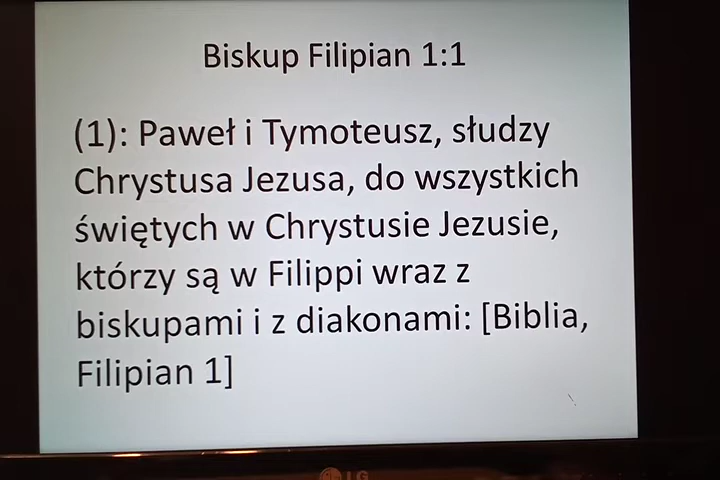 Biskup Filipian 1:1
(1): Paweł i Tymoteusz, słudzy
Chrystusa Jezusa, do wszystkich
świętych w Chrystusie Jezusie,
którzy są w Filippi wraz z
biskupami i z diakonami: [Biblia,
Filipian 1]
LG